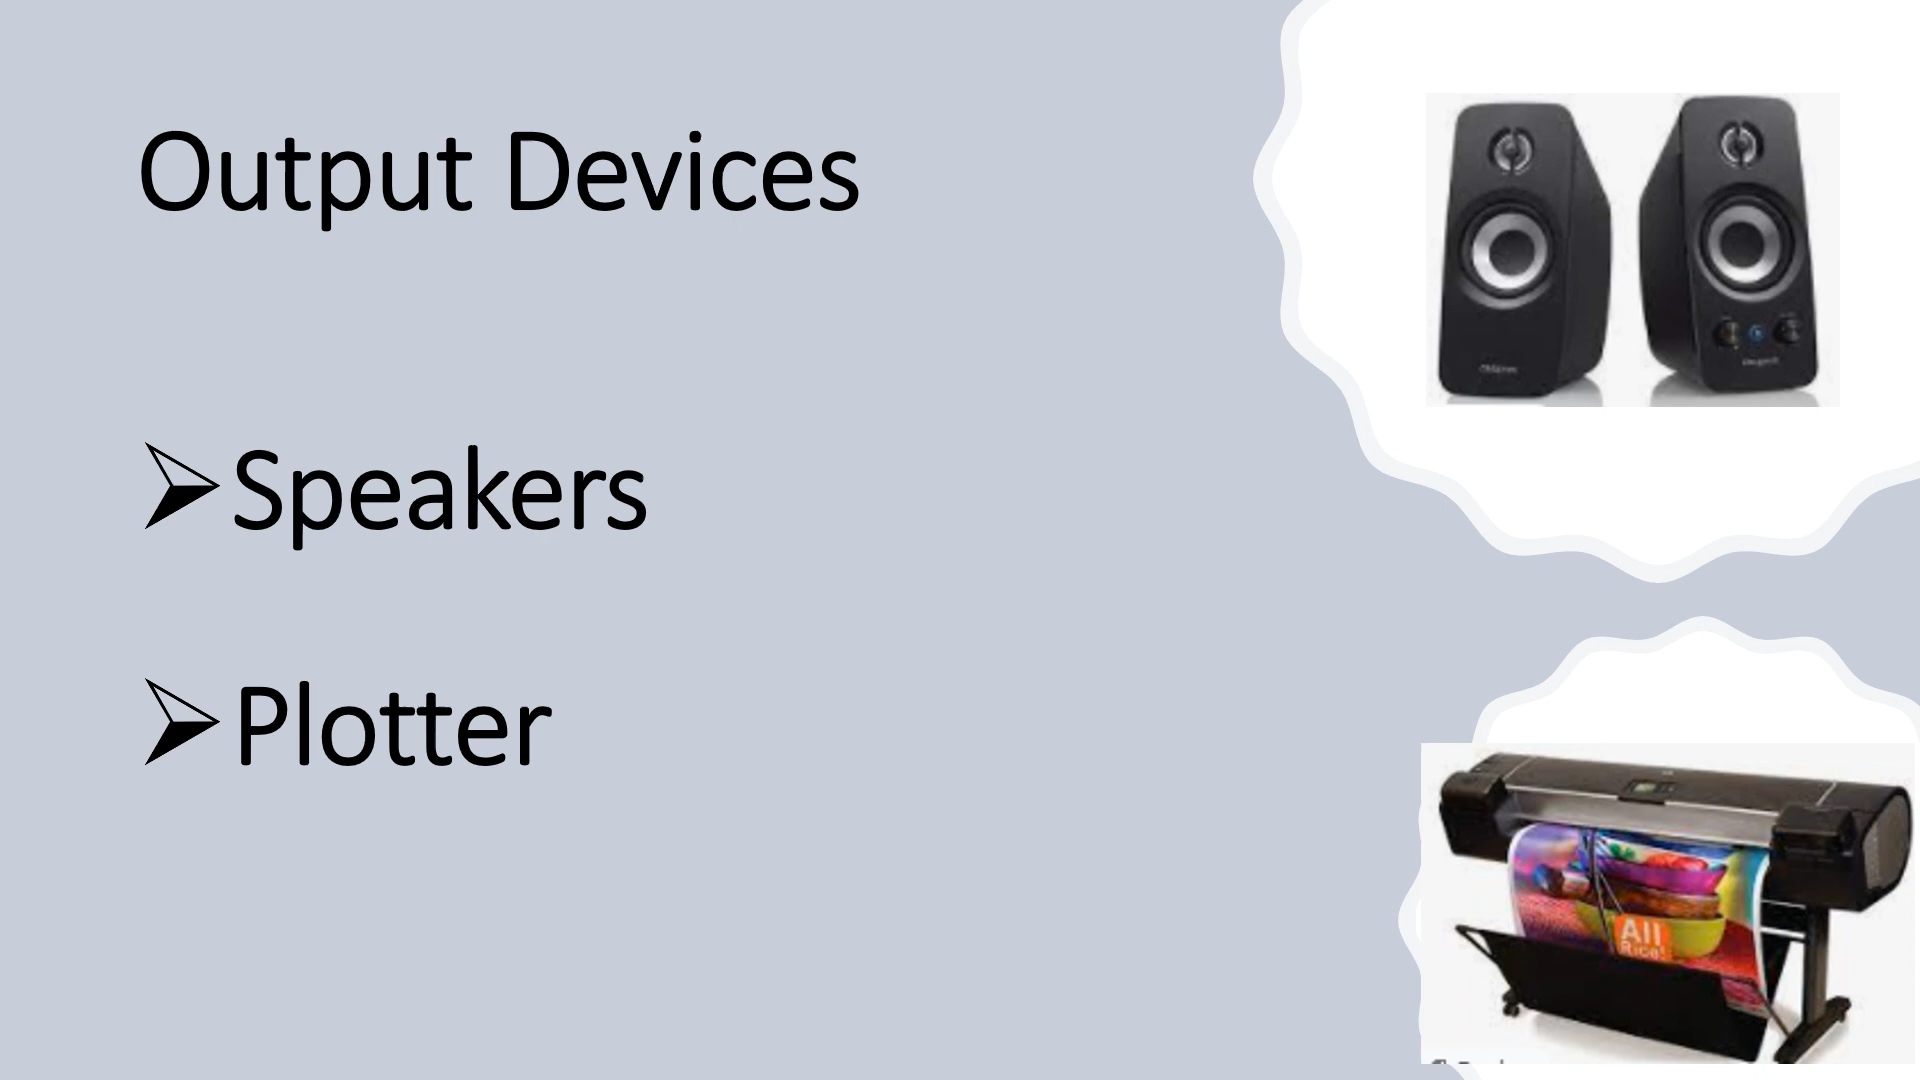 Output Devices
➢Speakers
➢Plotter
All
Rice!